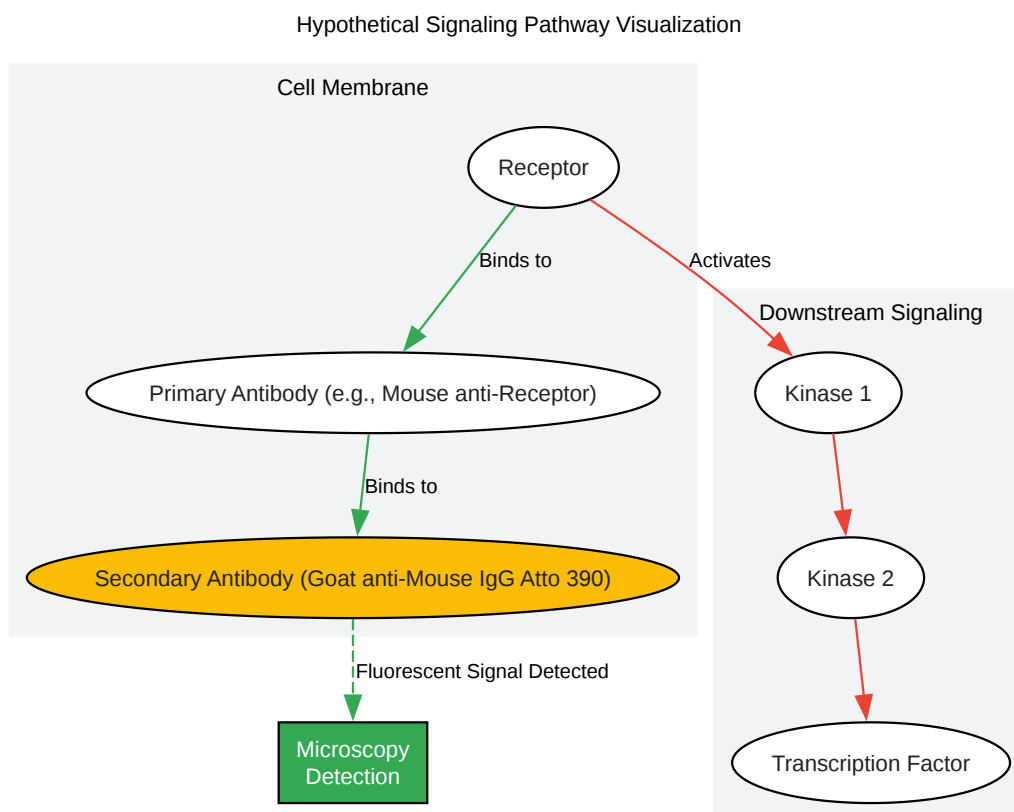 Hypothetical Signaling Pathway Visualization
Cell Membrane
Receptor
Binds to
Activates
Downstream Signaling
Primary Antibody (e.g., Mouse anti-Receptor)
Kinase 1
Binds to
Secondary Antibody (Goat anti-Mouse IgG Atto 390)
Kinase 2
Fluorescent Signal Detected
Microscopy
Detection
Transcription Factor